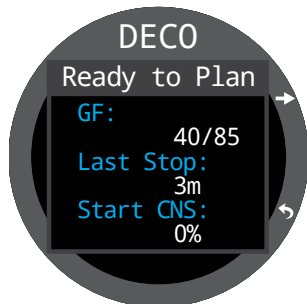 DECO
Ready to Plan
GF:
40/85
Last Stop:
3m
Start CNS:
0%